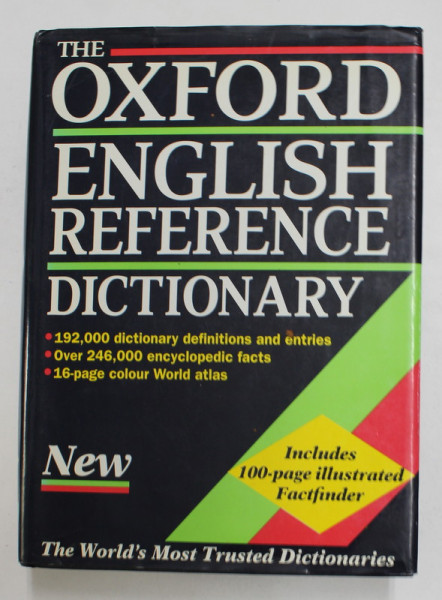 THE
OXFORD
ENGLISH
REFERENCE
DICTIONARY
• 192,000 dictionary definitions and entries
• Over 246,000 encyclopedic facts
• 16-page colour World atlas
New
Includes
100-page illustrated
Factfinder
The World's Most Trusted Dictionaries